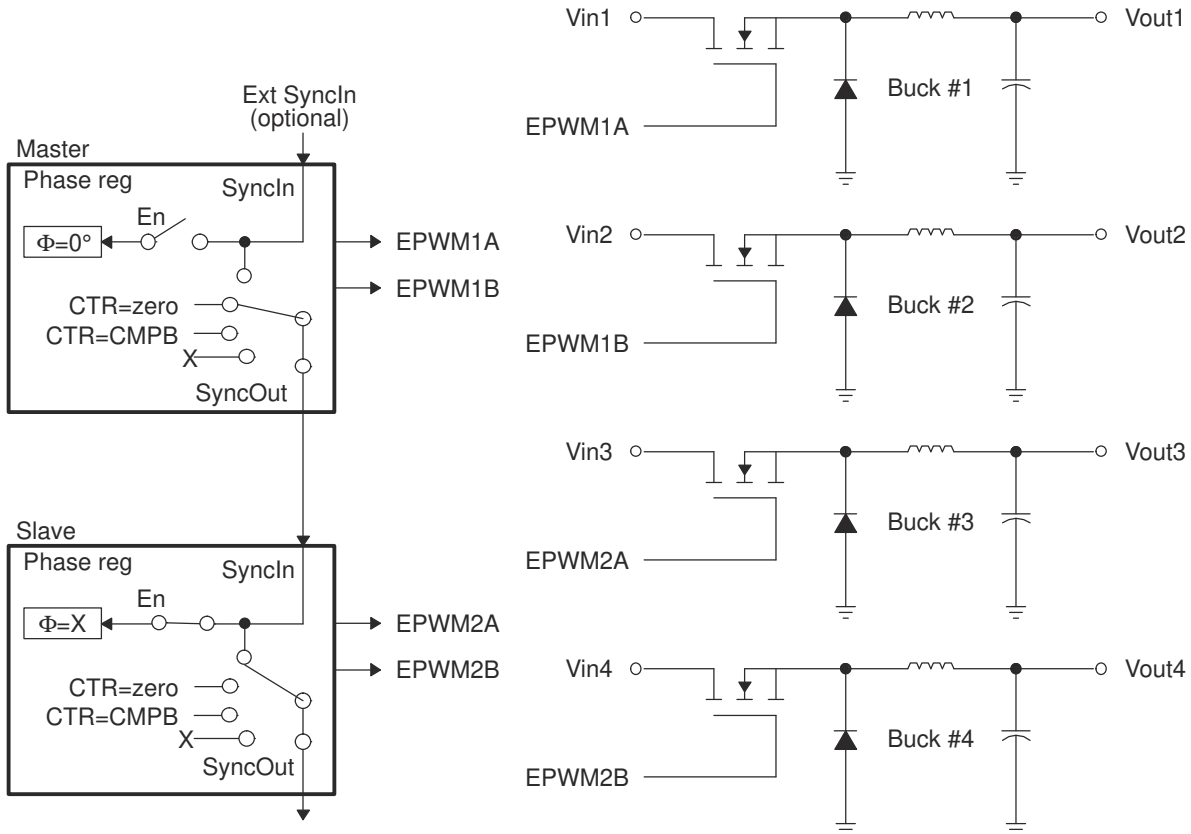 Ext SyncIn
(optional)
Master
Phase reg
SyncIn
En
Φ=0°
EPWM1A
EPWM1B
CTR=zero
CTR=CMPB
X
SyncOut
Slave
Phase reg
SyncIn
En
Φ=X
EPWM2A
EPWM2B
CTR=zero
CTR=CMPB
X
SyncOut
Vin1
Vout1
Buck #1
EPWM1A
Vin2
Vout2
Buck #2
EPWM1B
Vin3
Vout3
Buck #3
EPWM2A
Vin4
Vout4
Buck #4
EPWM2B